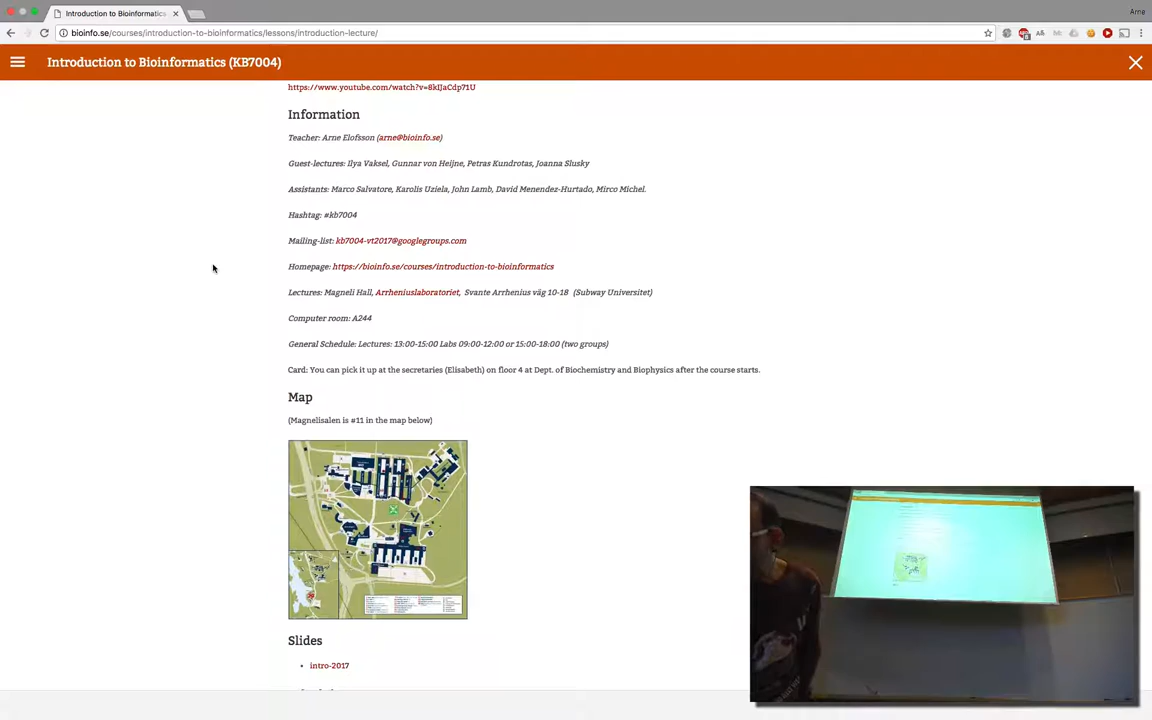 Introduction to Bioinformatics
Arne
bioinfo.se/courses/introduction-to-bioinformatics/lessons/introduction-lecture/
Introduction to Bioinformatics (KB7004)
https://www.youtube.com/watch?v=8kIJaCdp71U
Information
Teacher: Arne Elofsson (arne@bioinfo.se)
Guest-lectures: Ilya Vaksel, Gunnar von Heijne, Petras Kundrotas, Joanna Slusky
Assistants: Marco Salvatore, Karolis Uziela, John Lamb, David Menendez-Hurtado, Mirco Michel.
Hashtag: #kb7004
Mailing-list: kb7004-vt2017@googlegroups.com
Homepage: https://bioinfo.se/courses/introduction-to-bioinformatics
Lectures: Magneli Hall, Arrheniuslaboratoriet, Svante Arrhenius väg 10-18 (Subway Universitet)
Computer room: A244
General Schedule: Lectures: 13:00-15:00 Labs 09:00-12:00 or 15:00-18:00 (two groups)
Card: You can pick it up at the secretaries (Elisabeth) on floor 4 at Dept. of Biochemistry and Biophysics after the course starts.
Map
(Magnelisalen is #11 in the map below)
Slides
• intro-2017